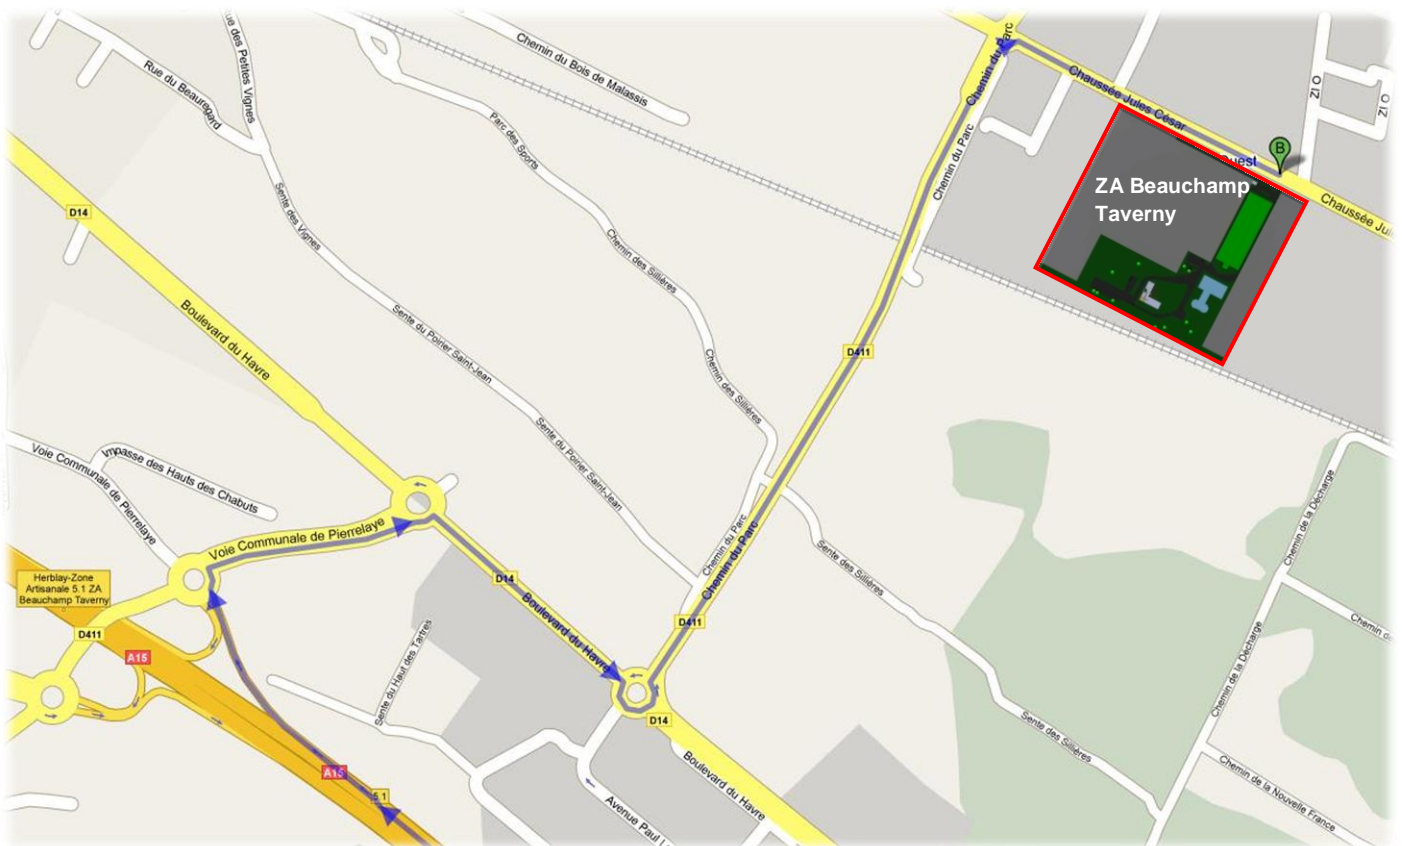 Rue des Petites Vignes
Rue du Beauregard
Chemin du Bois de Malassis
Parc des Sports
Chemin du Parc
Chemin du Parc
Chaussée Jules César
ZI O
ZI O
B
Ouest
Chaussée Jul
ZA Beauchamp
Taverny
D14
Sente des Vignes
Chemin des Sillières
Boulevard du Havre
Sente du Poirier Saint-Jean
Chemin des Sillières
D411
Sente du Poirier Saint-Jean
Voie Communale de Pierrelaye
Impasse des Hauts des Chabuts
Voie Communale de Pierrelaye
Chemin du Parc
Chemin du Parc
Sente des Sillières
Chemin de la Décharge
Herblay-Zone
Artisanale 5.1 ZA
Beauchamp Taverny
D14
Boulevard du Havre
D411
D411
A15
Sente du Haut des Tartres
Chemin de la Décharge
Chemin d
D14
Sente des Sillières
A15
5.1
Boulevard du Havre
Avenue Paul L
Chemin de la Nouvelle France